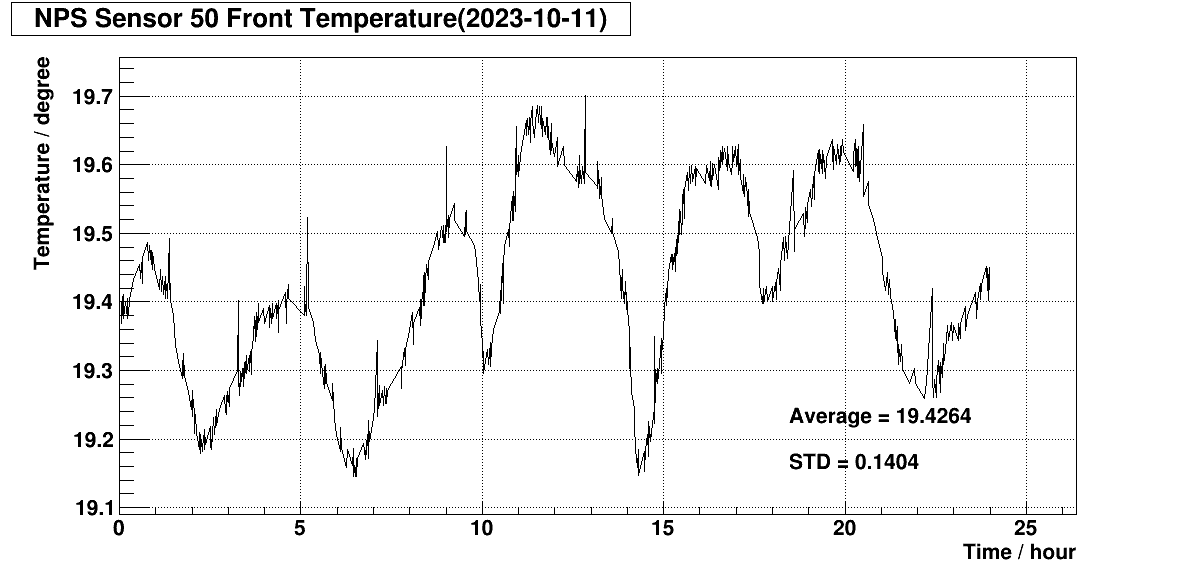 NPS Sensor 50 Front Temperature(2023-10-11)
Temperature / degree
19.7
19.6
19.5
19.4
19.3
19.2
19.1
Average = 19.4264
STD = 0.1404
0 5 10 15 20 25
Time / hour